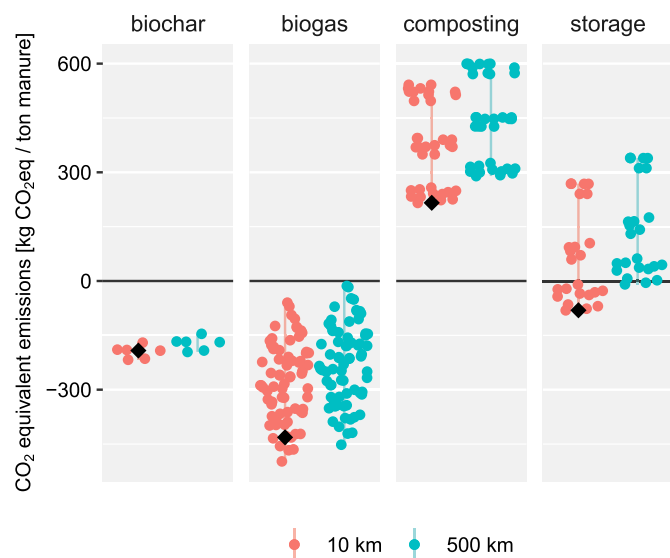 biochar biogas composting storage
CO₂ equivalent emissions [kg CO₂eq / ton manure]
600
300
0
−300
10 km 500 km